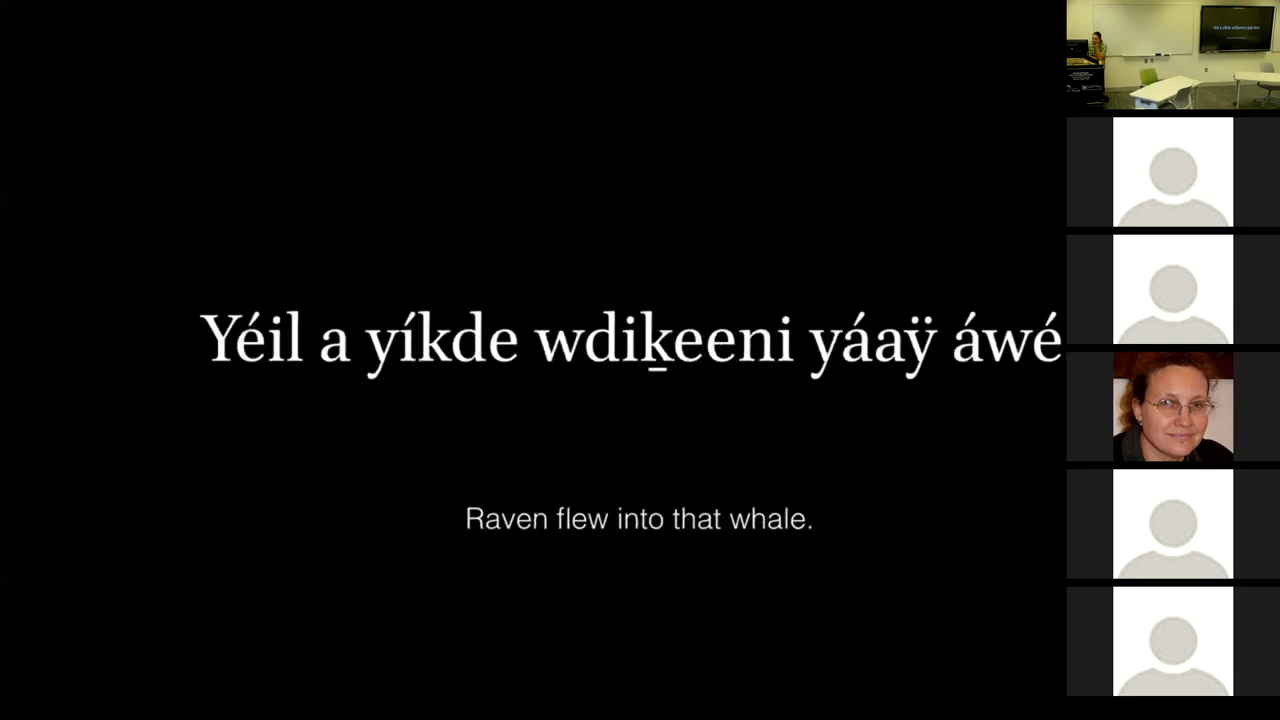 Yéil a yíkde wdiḵeeni yáaÿ áwé
Raven flew into that whale.